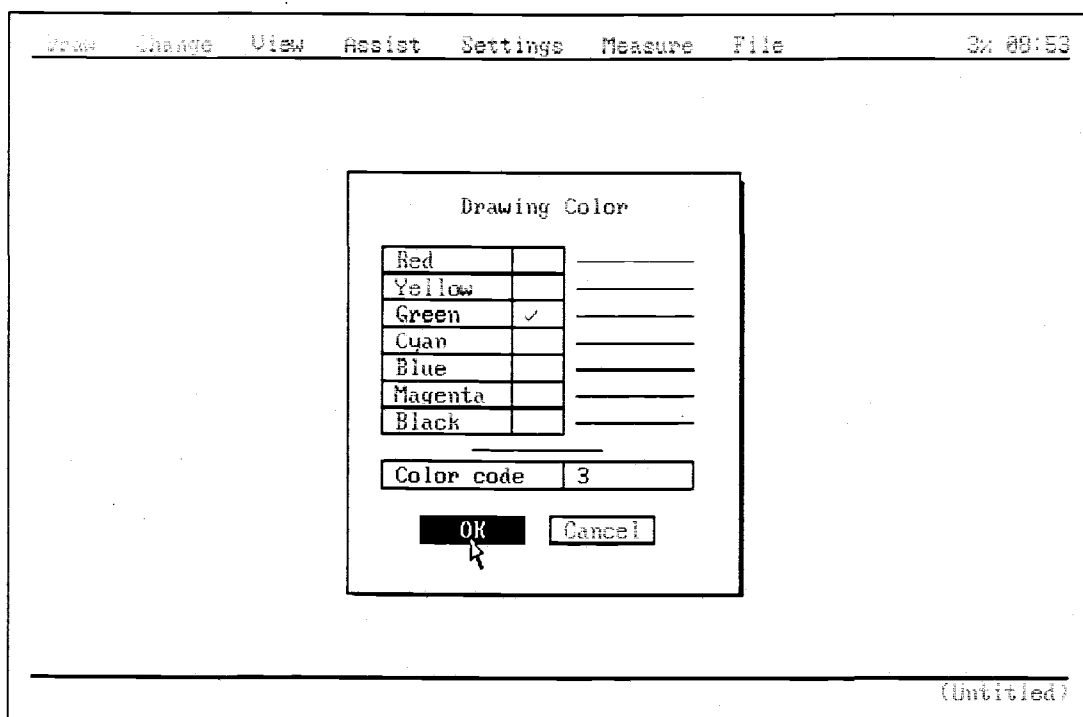 Draw Change View Assist Settings Measure File 3% 08:53
Drawing Color
Red
Yellow
Green ✓
Cyan
Blue
Magenta
Black
Color code 3
OK Cancel
(Untitled)